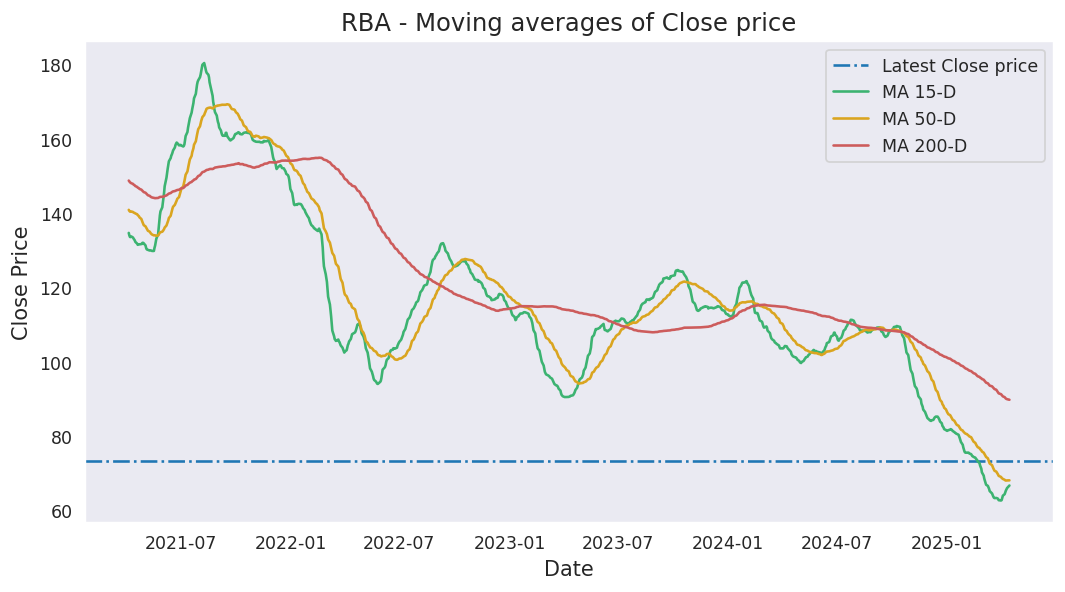 RBA - Moving averages of Close price
Latest Close price
MA 15-D
MA 50-D
MA 200-D
Close Price
180
160
140
120
100
80
60
2021-07 2022-01 2022-07 2023-01 2023-07 2024-01 2024-07 2025-01
Date